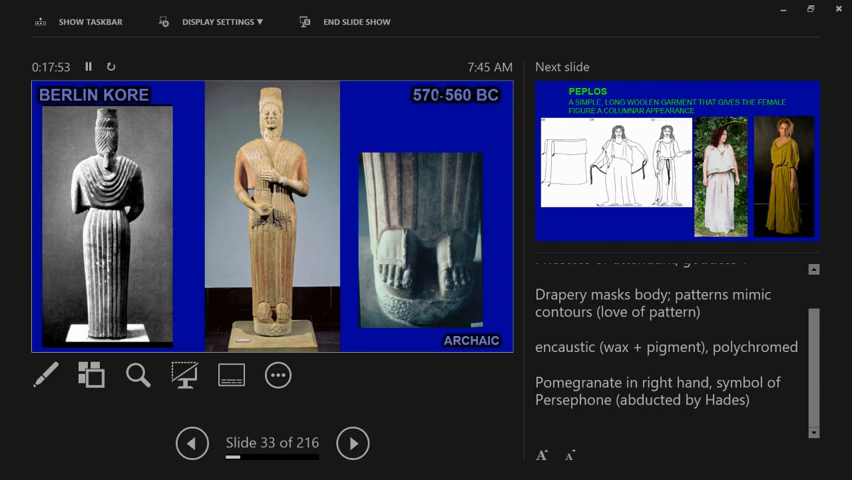 SHOW TASKBAR
DISPLAY SETTINGS ▼
END SLIDE SHOW
0:17:53
7:45 AM
BERLIN KORE
570-560 BC
ARCHAIC
Slide 33 of 216
Next slide
PEPLOS
A SIMPLE, LONG WOOLEN GARMENT THAT GIVES THE FEMALE
FIGURE A COLUMNAR APPEARANCE
Drapery masks body; patterns mimic
contours (love of pattern)
encaustic (wax + pigment), polychromed
Pomegranate in right hand, symbol of
Persephone (abducted by Hades)
A A